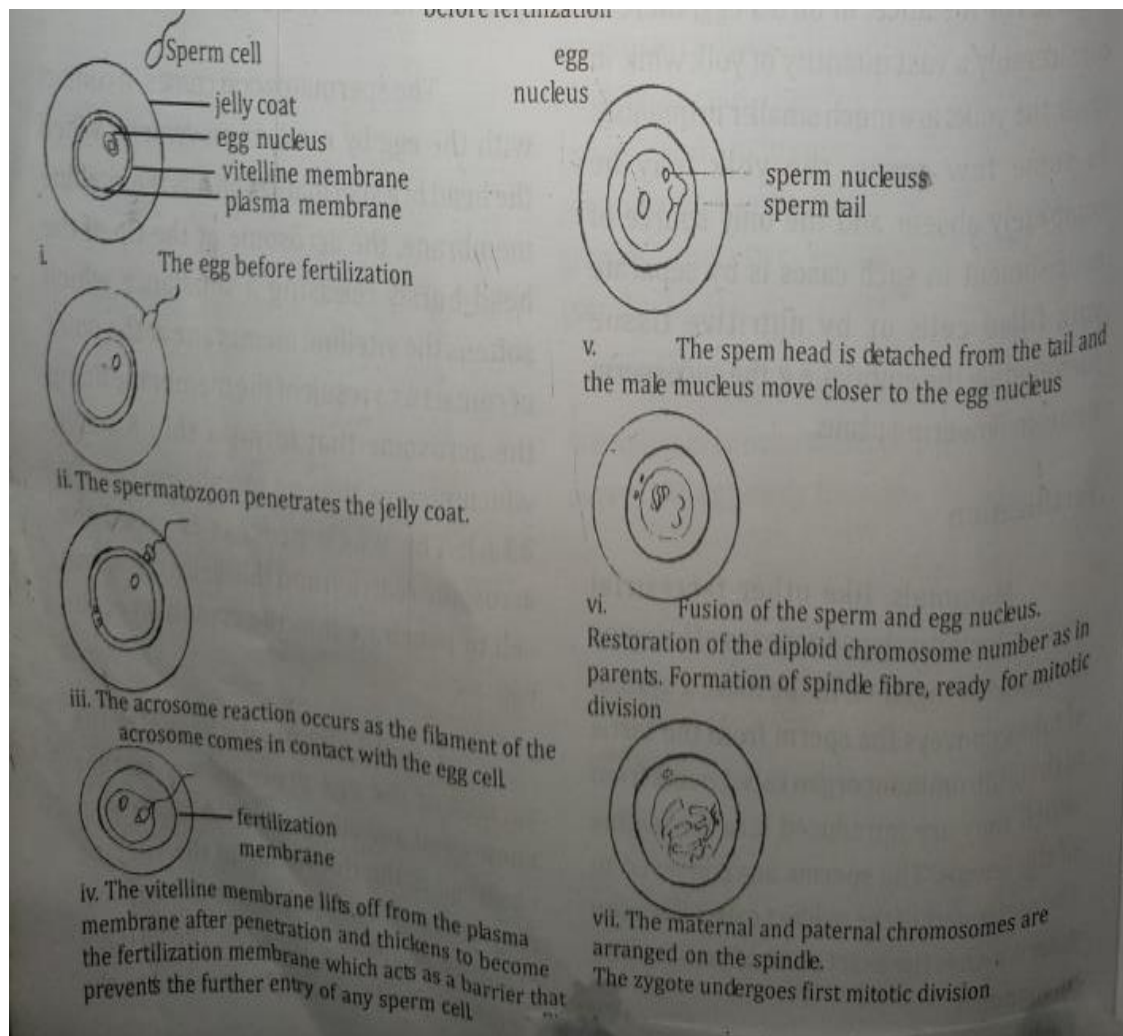 before fertilization
Sperm cell
jelly coat
egg nucleus
vitelline membrane
plasma membrane
i.
The egg before fertilization
ii. The spermatozoon penetrates the jelly coat.
iii. The acrosome reaction occurs as the filament of the
acrosome comes in contact with the egg cell
fertilization
membrane
iv. The vitelline membrane lifts off from the plasma
membrane after penetration and thickens to become
the fertilization membrane which acts as a barrier that
prevents the further entry of any sperm cell
egg
nucleus
sperm nucleuss
sperm tail
v. The spem head is detached from the tail and
the male mucleus move closer to the egg nucleus
vi. Fusion of the sperm and egg nucleus.
Restoration of the diploid chromosome number as in
parents. Formation of spindle fibre, ready for mitotic
division
vii. The maternal and paternal chromosomes are
arranged on the spindle.
The zygote undergoes first mitotic division